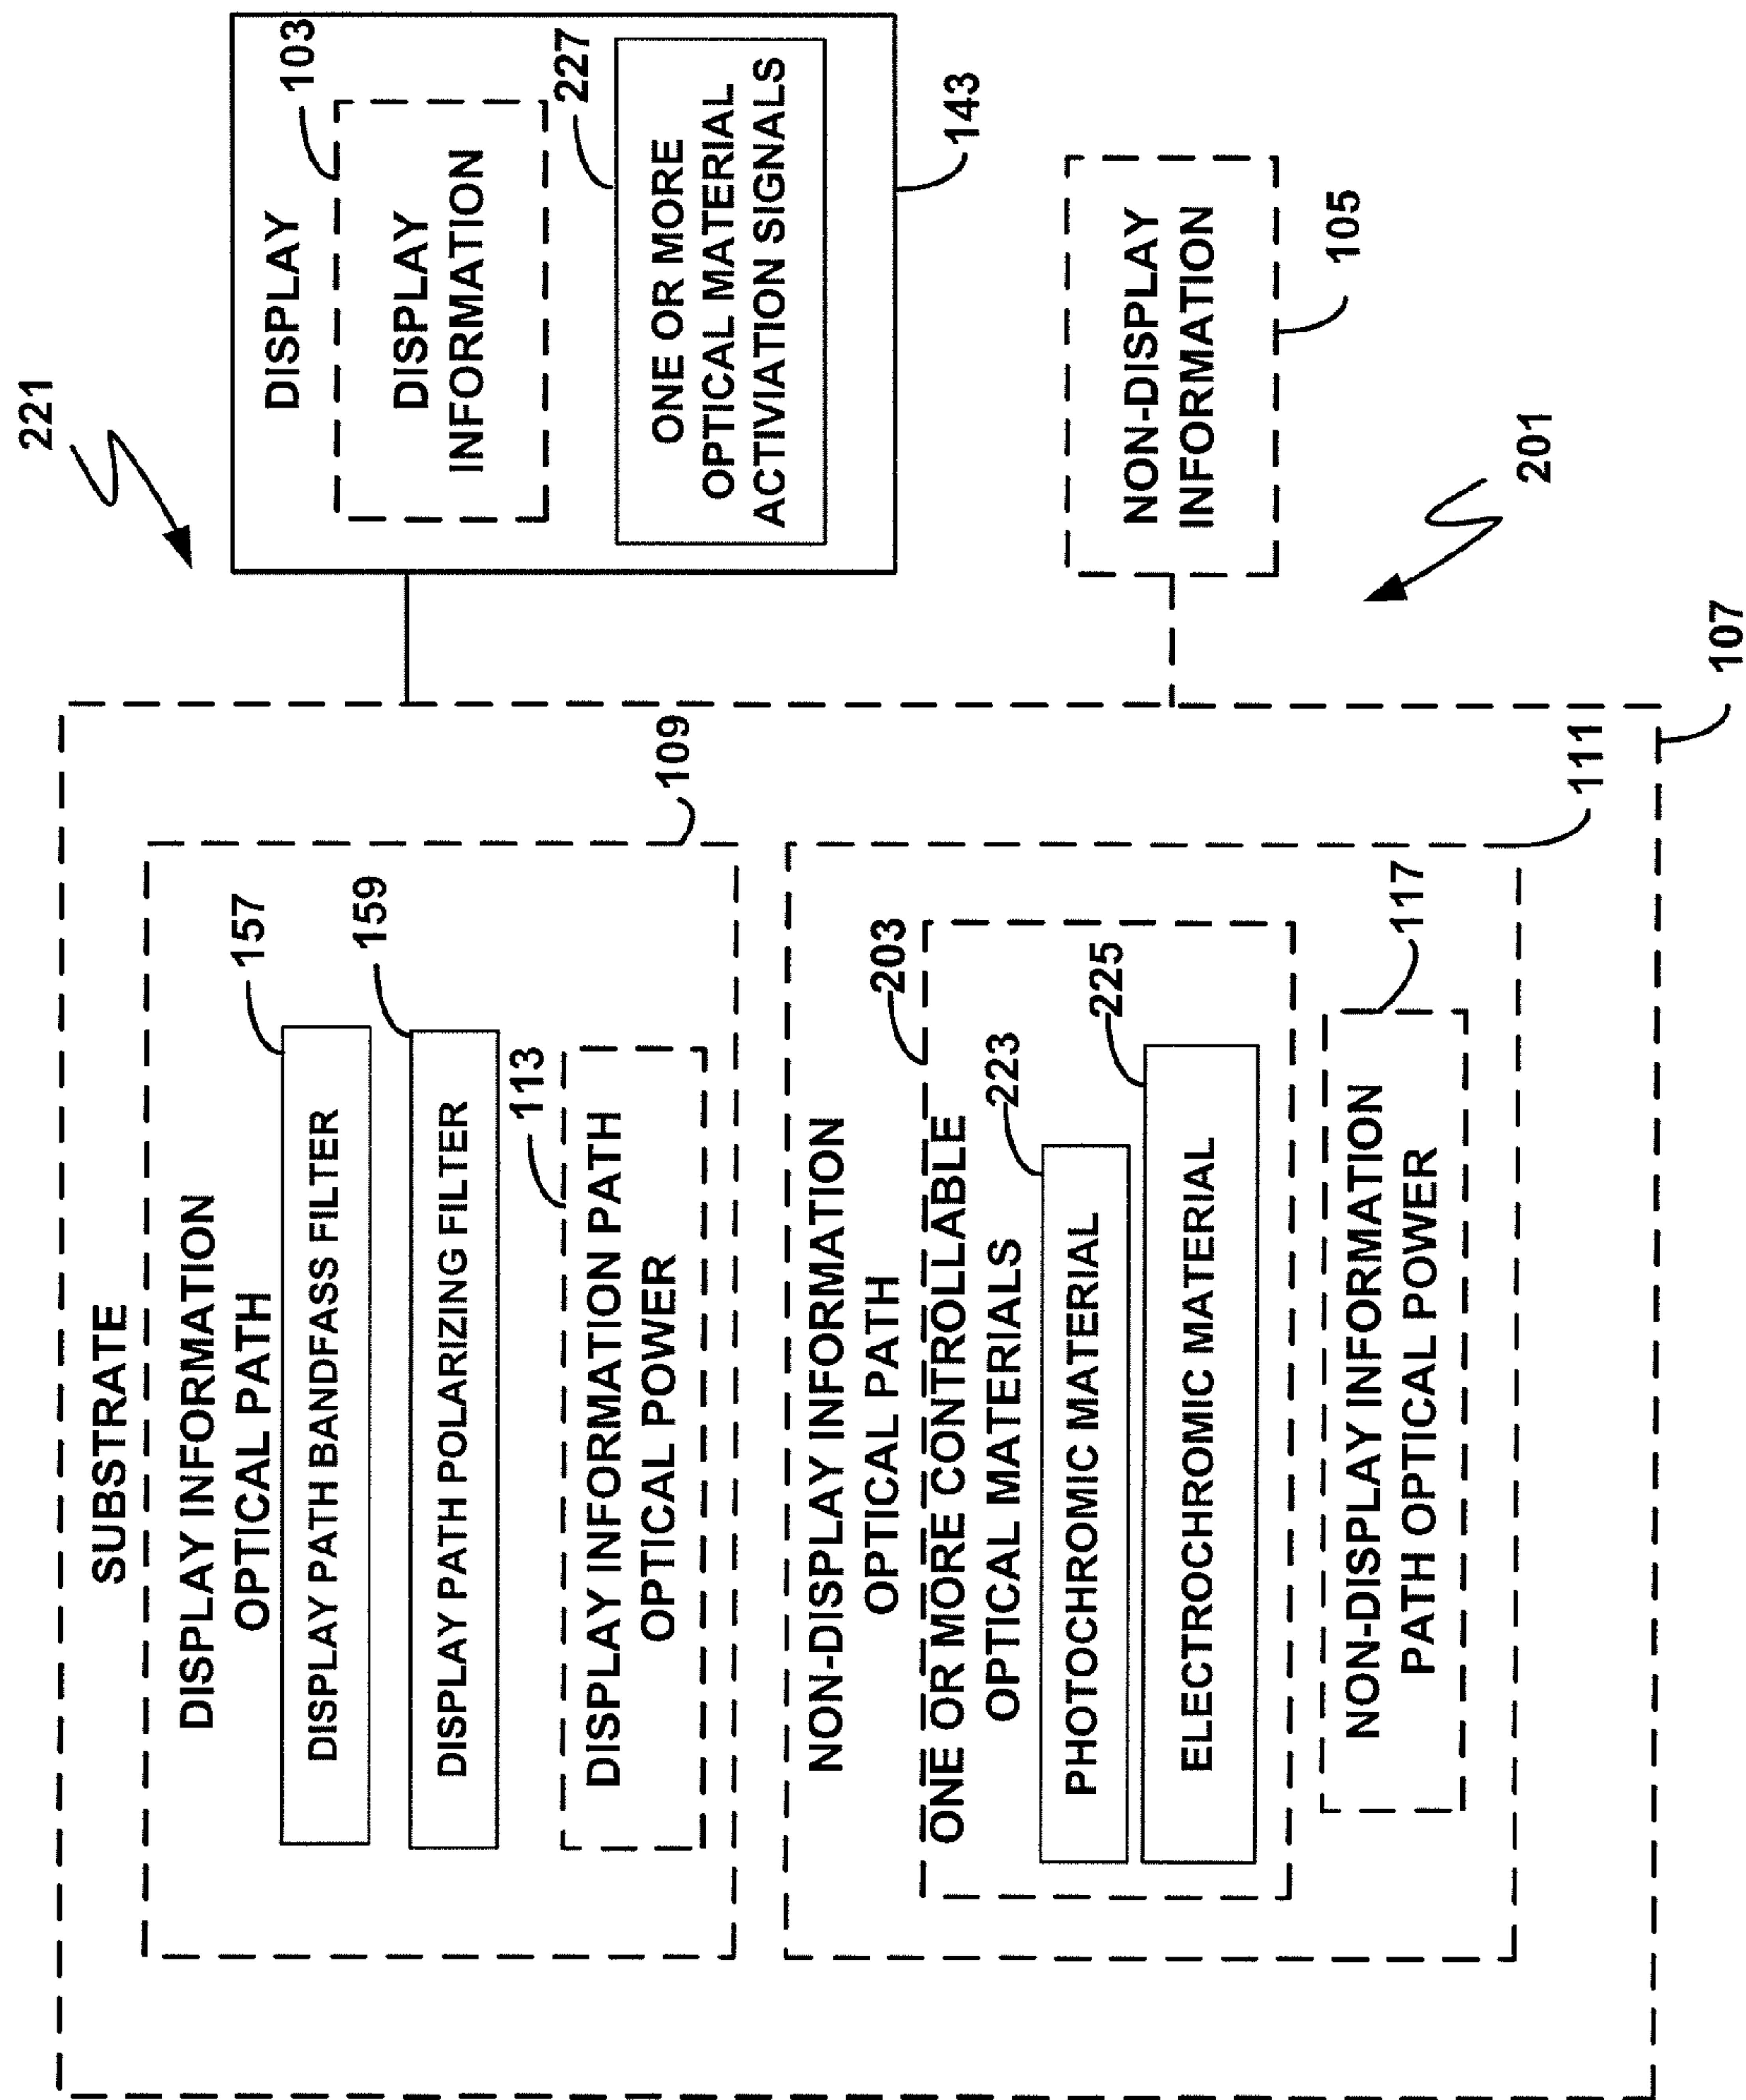 221
SUBSTRATE
DISPLAY INFORMATION
OPTICAL PATH
157
DISPLAY PATH BANDFASS FILTER
159
DISPLAY PATH POLARIZING FILTER
113
DISPLAY INFORMATION PATH
OPTICAL POWER
109
NON-DISPLAY INFORMATION
OPTICAL PATH
203
ONE OR MORE CONTROLLABLE
OPTICAL MATERIALS
223
PHOTOCHROMIC MATERIAL
225
ELECTROCHROMIC MATERIAL
117
NON-DISPLAY INFORMATION
PATH OPTICAL POWER
111
107
DISPLAY
103
DISPLAY
INFORMATION
227
ONE OR MORE
OPTICAL MATERIAL
ACTIVIATION SIGNALS
143
NON-DISPLAY
INFORMATION
105
201